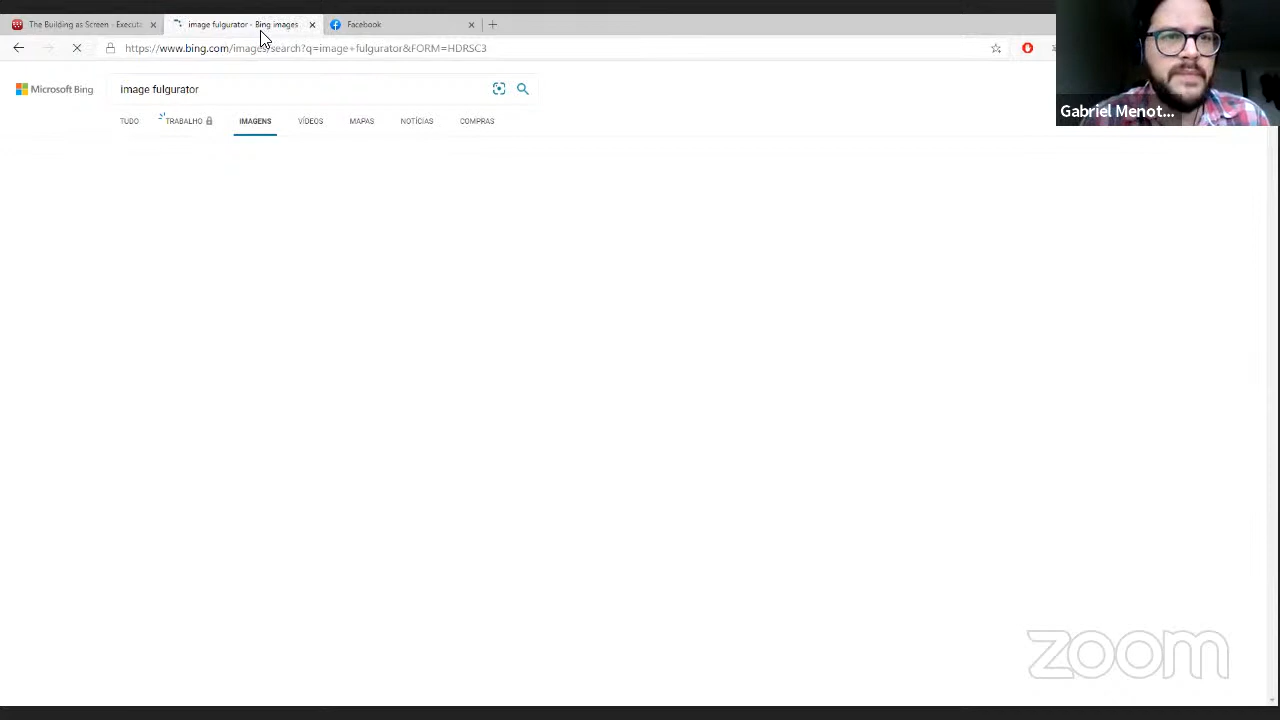 The Building as Screen - Execut
image fulgurator - Bing images
Facebook
https://www.bing.com/images/search?q=image+fulgurator&FORM=HDRSC3
Microsoft Bing
image fulgurator
TUDO
TRABALHO
IMAGENS
VÍDEOS
MAPAS
NOTÍCIAS
COMPRAS
Gabriel Menot...
zoom